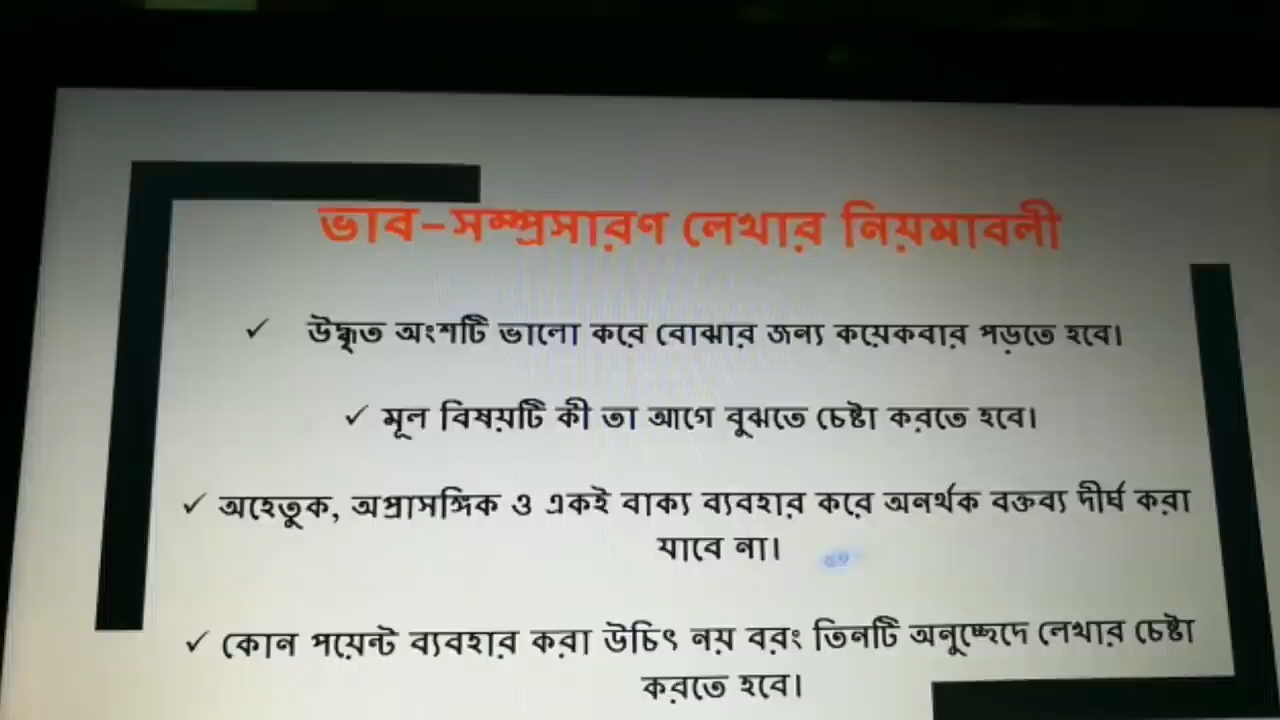 ভাব-সম্প্রসারণ লেখার নিয়মাবলী
✓ উদ্ধৃত অংশটি ভালো করে বোঝার জন্য কয়েকবার পড়তে হবে।
✓ মূল বিষয়টি কী তা আগে বুঝতে চেষ্টা করতে হবে।
✓ অহেতুক, অপ্রাসঙ্গিক ও একই বাক্য ব্যবহার করে অনর্থক বক্তব্য দীর্ঘ করা
যাবে না।
✓ কোন পয়েন্ট ব্যবহার করা উচিৎ নয় বরং তিনটি অনুচ্ছেদে লেখার চেষ্টা
করতে হবে।